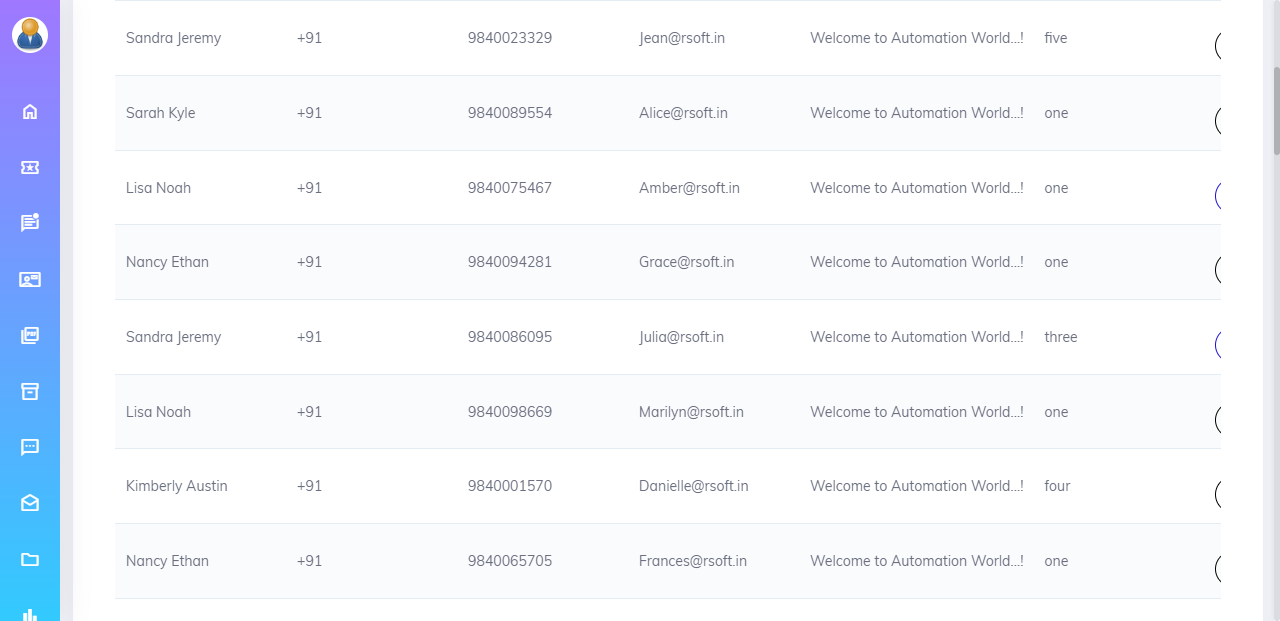 Sandra Jeremy +91 9840023329 Jean@rsoft.in Welcome to Automation World...! five
Sarah Kyle +91 9840089554 Alice@rsoft.in Welcome to Automation World...! one
Lisa Noah +91 9840075467 Amber@rsoft.in Welcome to Automation World...! one
Nancy Ethan +91 9840094281 Grace@rsoft.in Welcome to Automation World...! one
Sandra Jeremy +91 9840086095 Julia@rsoft.in Welcome to Automation World...! three
Lisa Noah +91 9840098669 Marilyn@rsoft.in Welcome to Automation World...! one
Kimberly Austin +91 9840001570 Danielle@rsoft.in Welcome to Automation World...! four
Nancy Ethan +91 9840065705 Frances@rsoft.in Welcome to Automation World...! one